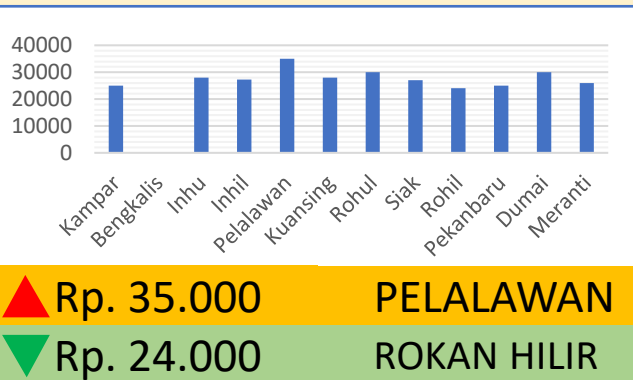 40000
30000
20000
10000
0
Kampar
Bengkalis
Inhu
Inhil
Pelalawan
Kuansing
Rohul
Siak
Rohil
Pekanbaru
Dumai
Meranti
Rp. 35.000 PELALAWAN
Rp. 24.000 ROKAN HILIR